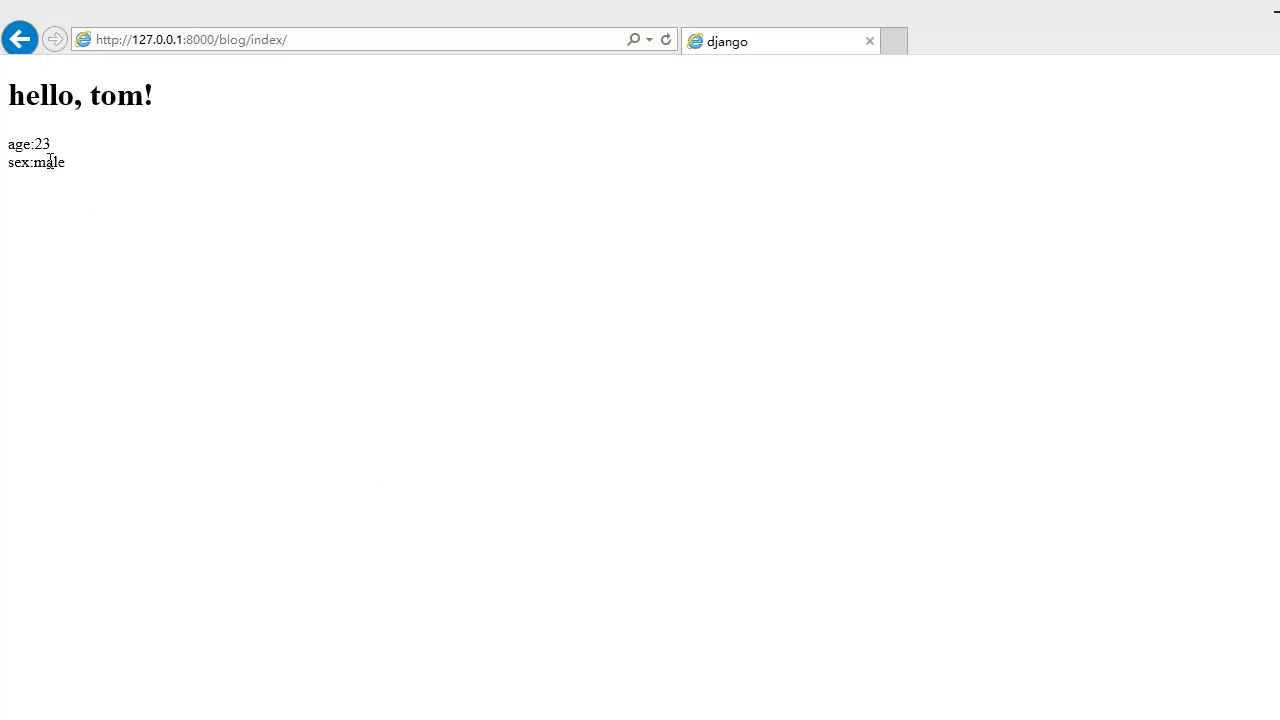 http://127.0.0.1:8000/blog/index/
django
hello, tom!
age:23
sex:male